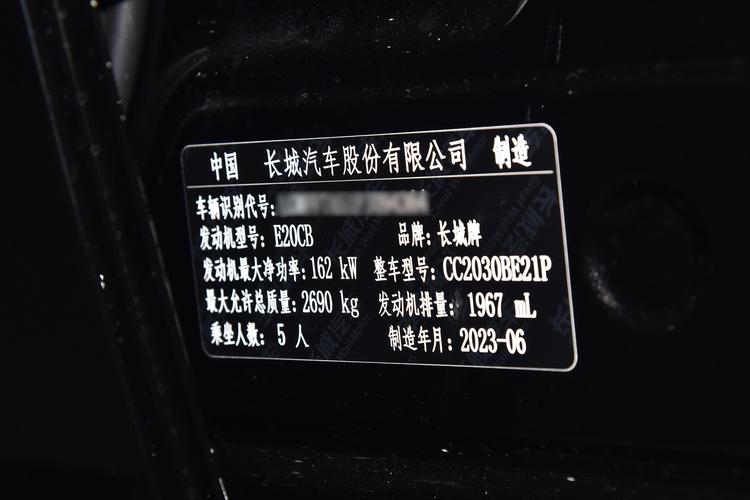 中国 长城汽车股份有限公司 制造
车辆识别代号:
发动机型号: E20CB 品牌: 长城牌
发动机最大净功率: 162 kW 整车型号: CC2030BE21P
最大允许总质量: 2690 kg 发动机排量: 1967 mL
乘坐人数: 5 人 制造年月: 2023-06